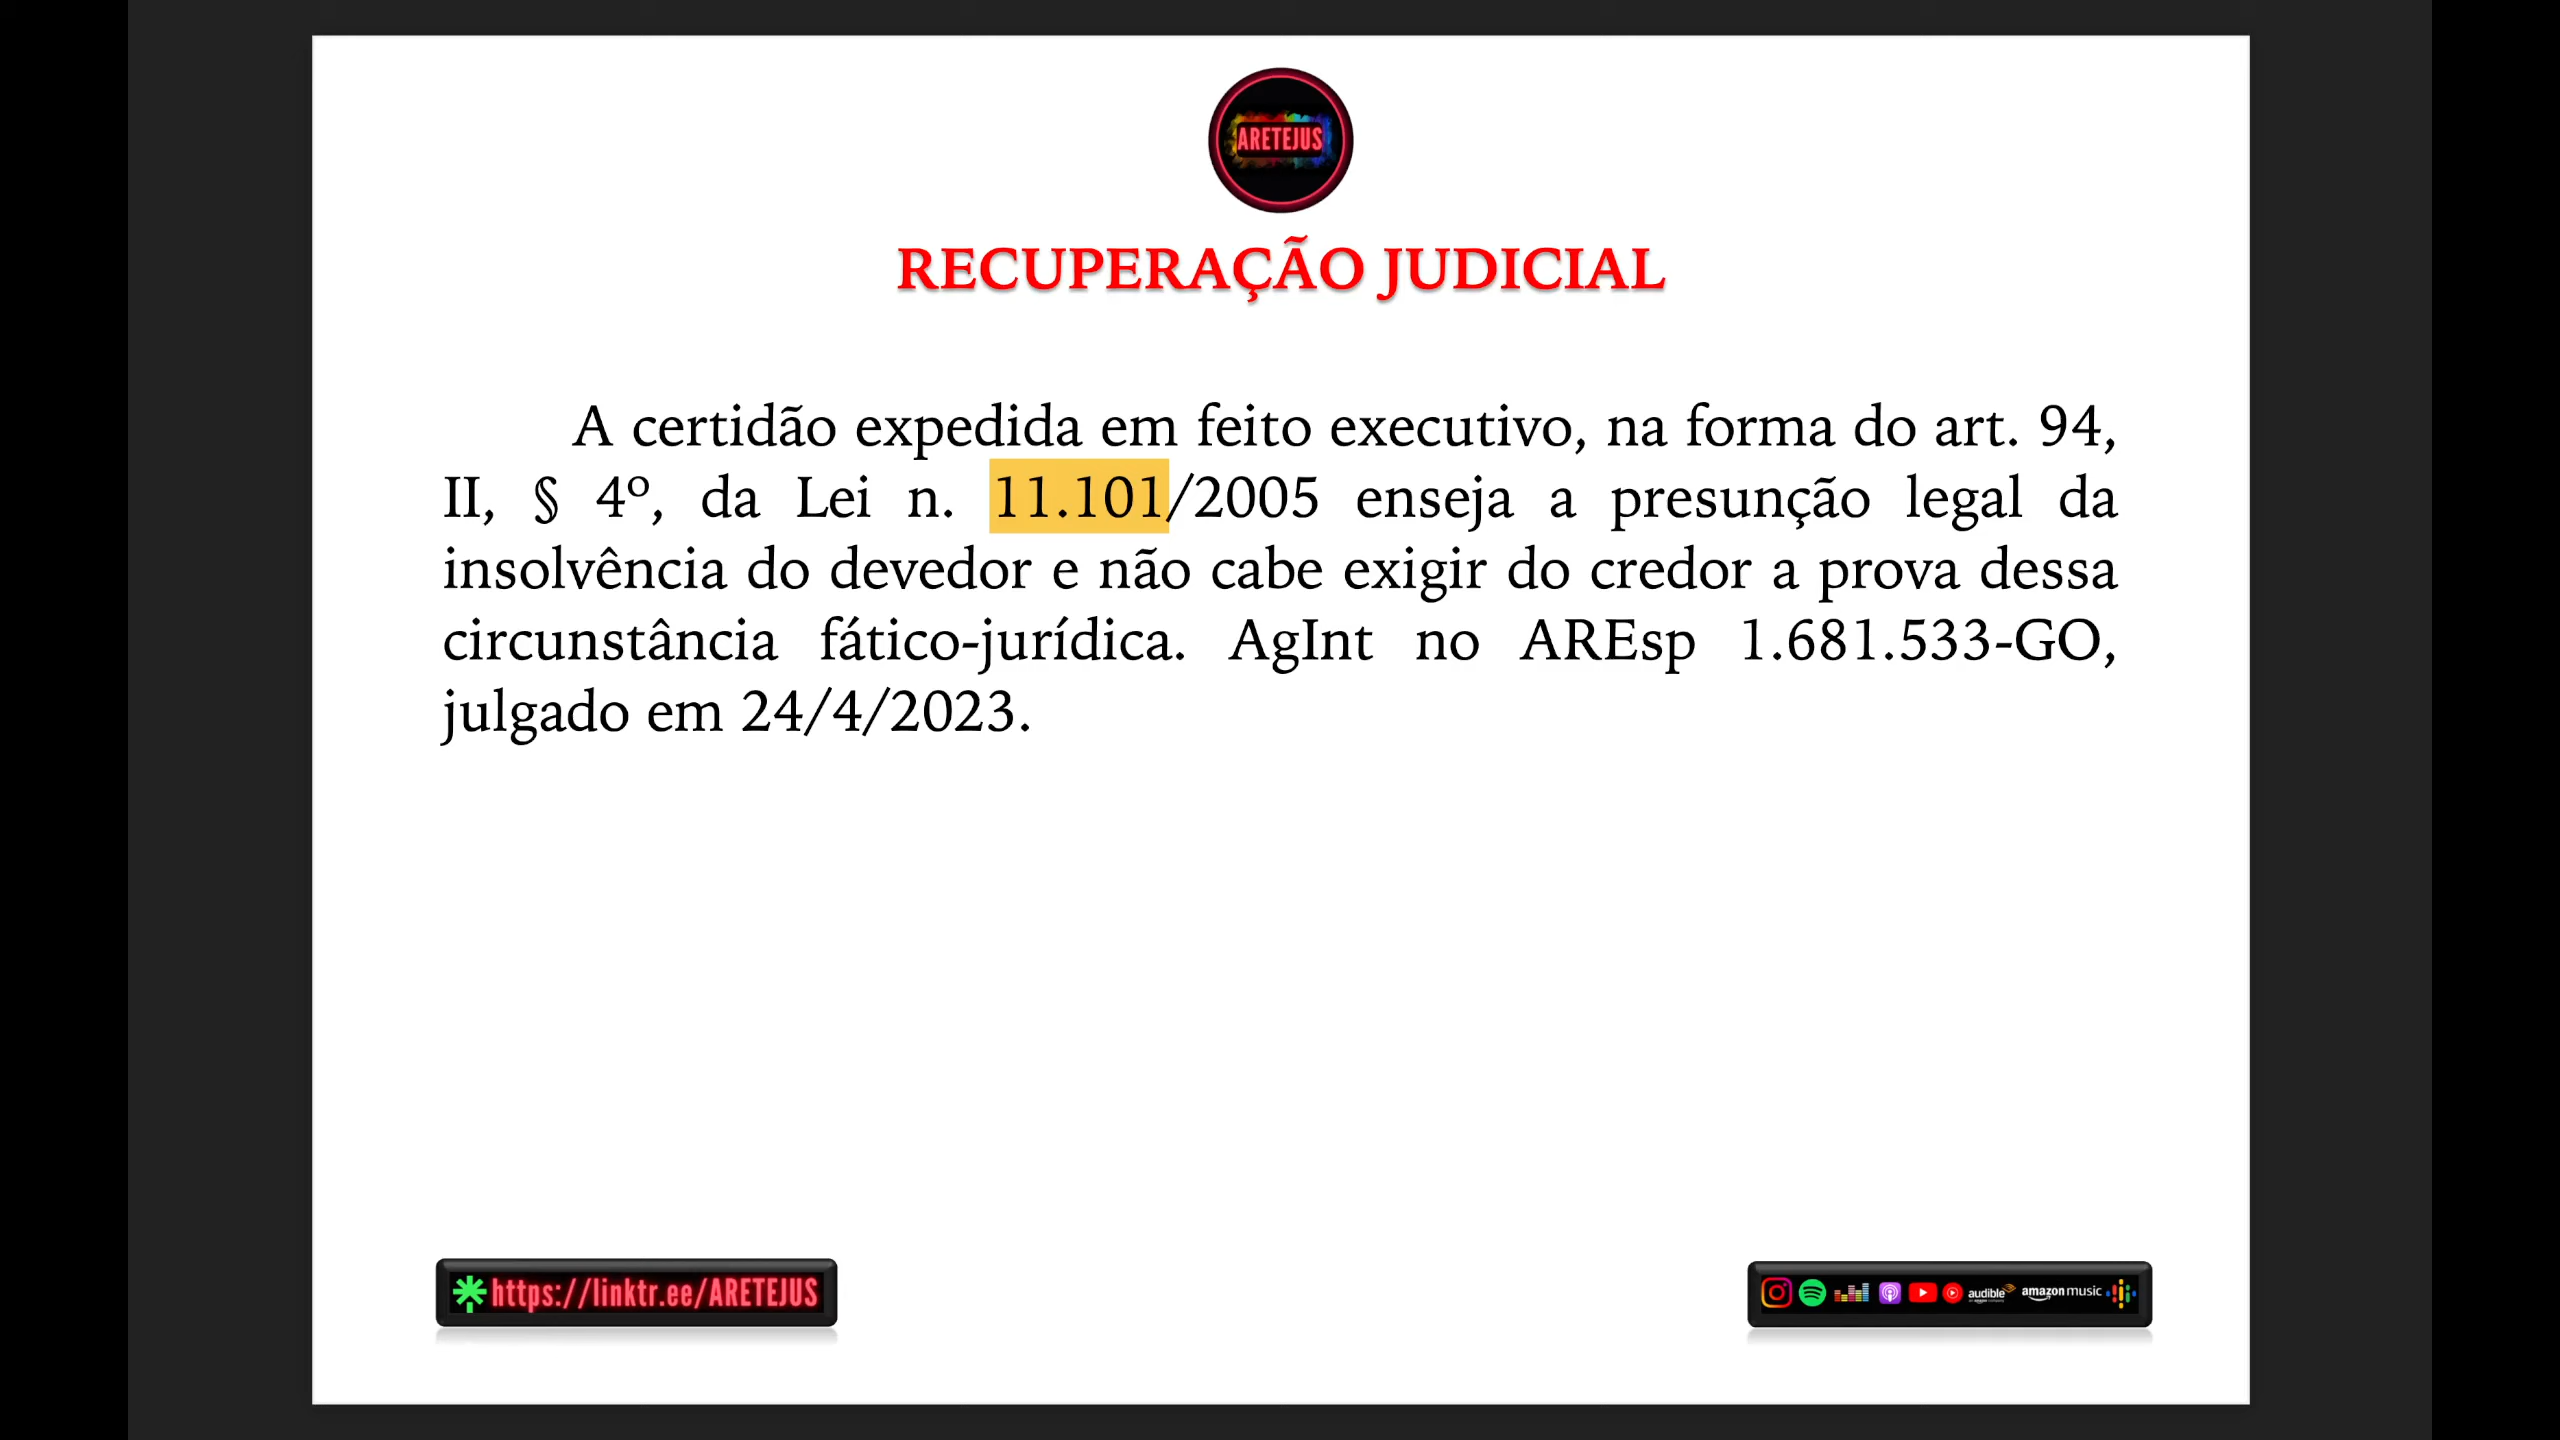 ARETEJUS
RECUPERAÇÃO JUDICIAL
A certidão expedida em feito executivo, na forma do art. 94,
II, § 4º, da Lei n. 11.101/2005 enseja a presunção legal da
insolvência do devedor e não cabe exigir do credor a prova dessa
circunstância fático-jurídica. AgInt no AREsp 1.681.533-GO,
julgado em 24/4/2023.
https://linktr.ee/ARETEJUS
audible amazon music